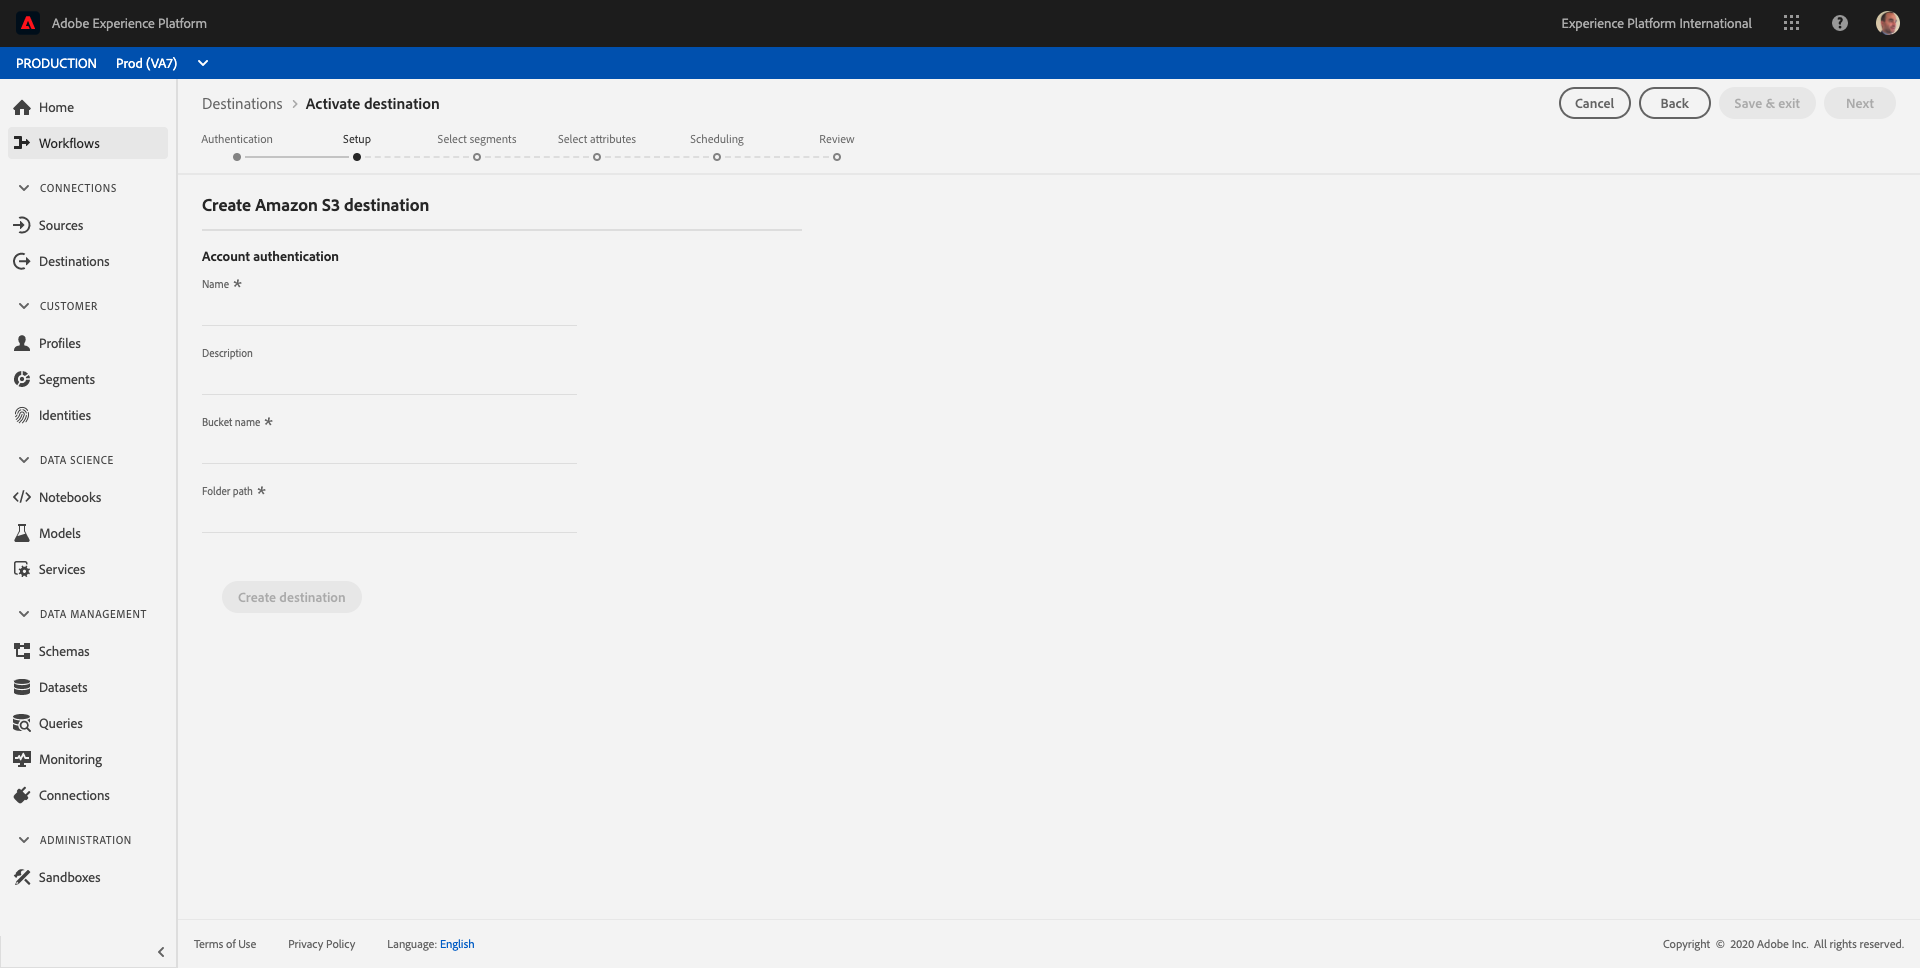 Adobe Experience Platform
Experience Platform International
PRODUCTION Prod (VA7)
Home
Workflows
CONNECTIONS
Sources
Destinations
CUSTOMER
Profiles
Segments
Identities
DATA SCIENCE
Notebooks
Models
Services
DATA MANAGEMENT
Schemas
Datasets
Queries
Monitoring
Connections
ADMINISTRATION
Sandboxes
Destinations > Activate destination
Cancel Back Save & exit Next
Authentication Setup Select segments Select attributes Scheduling Review
Create Amazon S3 destination
Account authentication
Name *
Description
Bucket name *
Folder path *
Create destination
Terms of Use Privacy Policy Language: English
Copyright © 2020 Adobe Inc. All rights reserved.